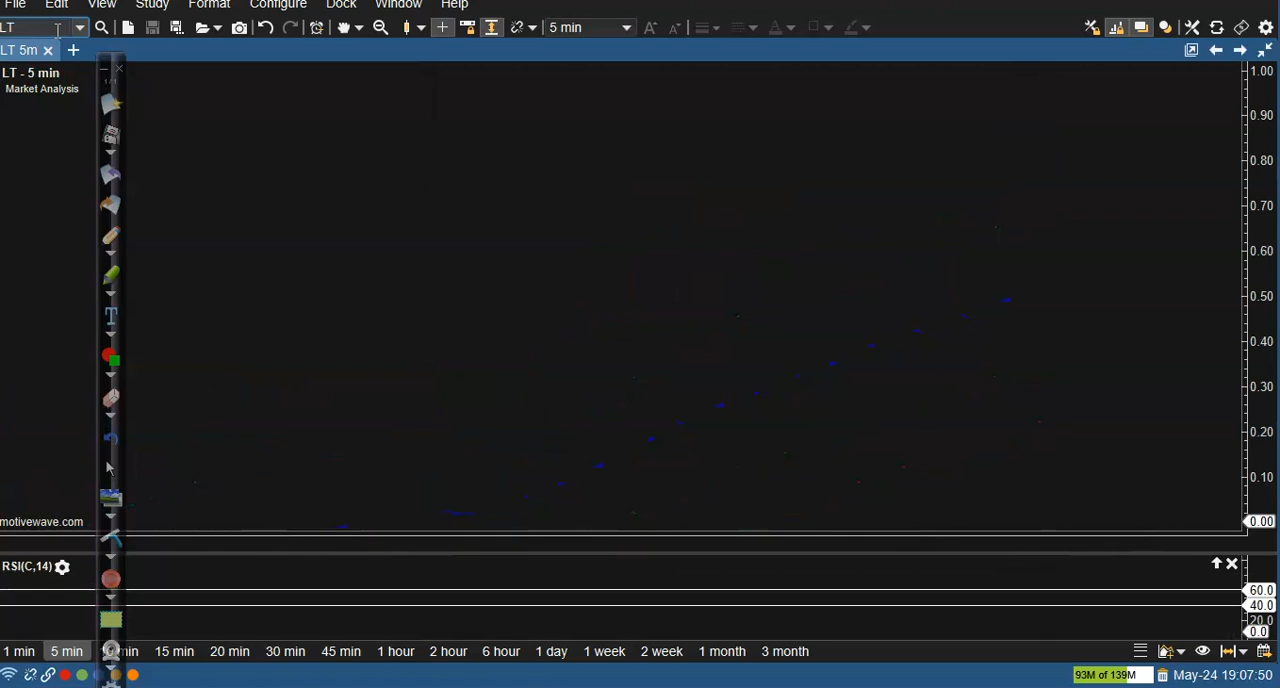 File Edit View Study Format Configure Dock Window Help
LT
5 min
LT 5m
LT - 5 min
Market Analysis
1.00
0.90
0.80
0.70
0.60
0.50
0.40
0.30
0.20
0.10
0.00
motivewave.com
RSI(C,14)
60.0
40.0
20.0
0.0
1 min 5 min min 15 min 20 min 30 min 45 min 1 hour 2 hour 6 hour 1 day 1 week 2 week 1 month 3 month
93M of 139M May-24 19:07:50